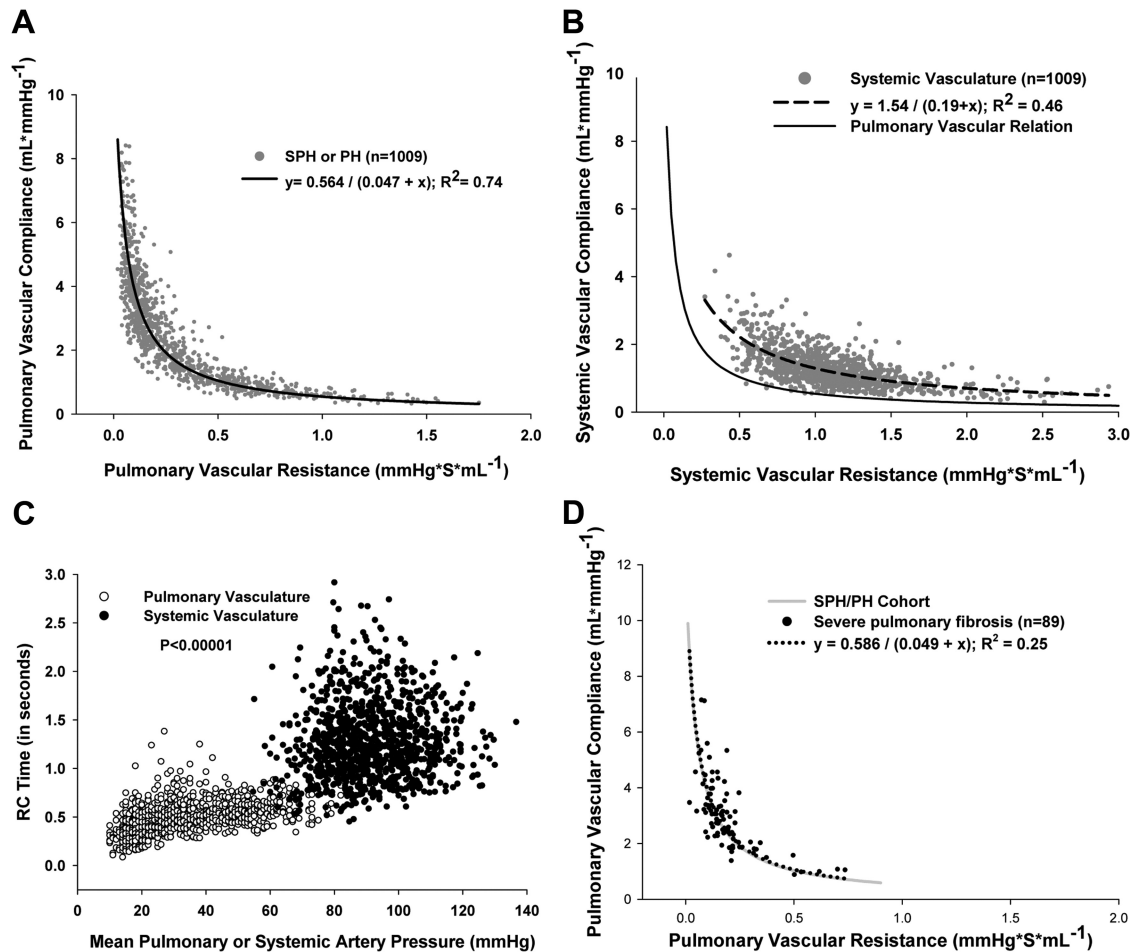 A
Pulmonary Vascular Compliance (mL*mmHg-1)
10
8
6
4
2
0
SPH or PH (n=1009)
y= 0.564 / (0.047 + x); R2= 0.74
0.0 0.5 1.0 1.5 2.0
Pulmonary Vascular Resistance (mmHg*S*mL-1)
B
Systemic Vascular Compliance (mL*mmHg-1)
10
8
6
4
2
0
Systemic Vasculature (n=1009)
y = 1.54 / (0.19+x); R2 = 0.46
Pulmonary Vascular Relation
0.0 0.5 1.0 1.5 2.0 2.5 3.0
Systemic Vascular Resistance (mmHg*S*mL-1)
C
RC Time (in seconds)
3.0
2.5
2.0
1.5
1.0
0.5
0.0
Pulmonary Vasculature
Systemic Vasculature
P<0.00001
0 20 40 60 80 100 120 140
Mean Pulmonary or Systemic Artery Pressure (mmHg)
D
Pulmonary Vascular Compliance (mL*mmHg-1)
12
10
8
6
4
2
0
SPH/PH Cohort
Severe pulmonary fibrosis (n=89)
y = 0.586 / (0.049 + x); R2 = 0.25
0.0 0.5 1.0 1.5 2.0
Pulmonary Vascular Resistance (mmHg*S*mL-1)